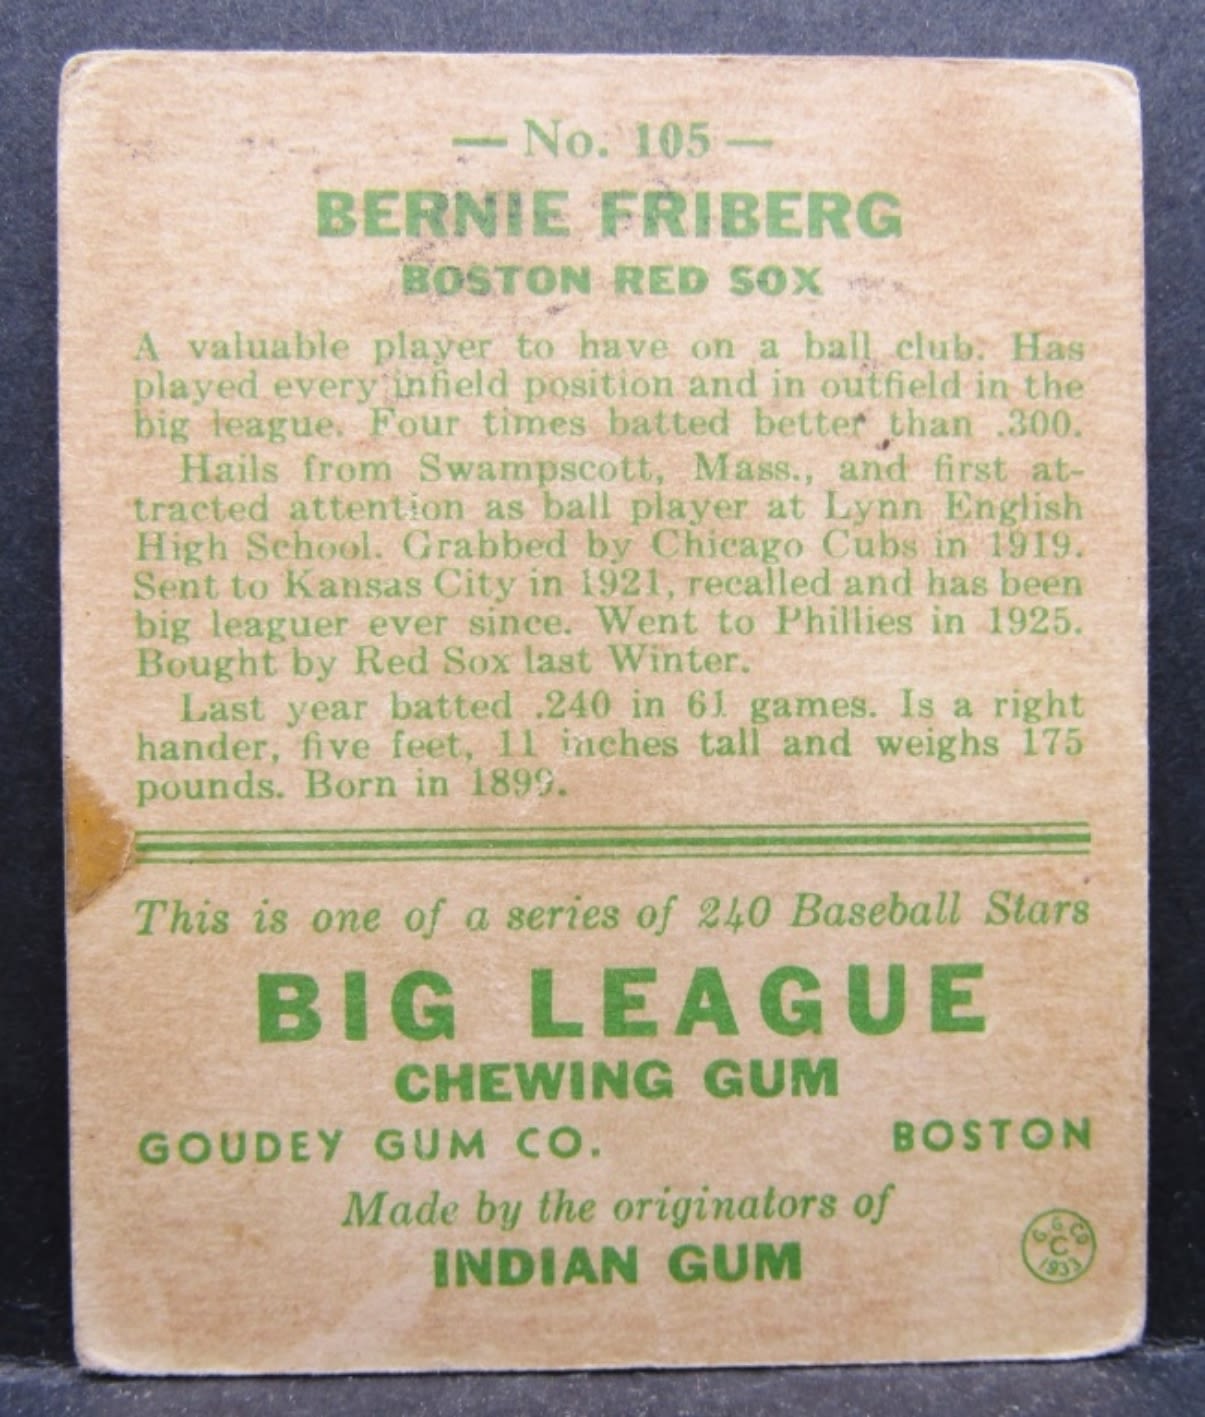 — No. 105 —
BERNIE FRIBERG
BOSTON RED SOX
A valuable player to have on a ball club. Has
played every infield position and in outfield in the
big league. Four times batted better than .300.
Hails from Swampscott, Mass., and first at-
tracted attention as ball player at Lynn English
High School. Grabbed by Chicago Cubs in 1919.
Sent to Kansas City in 1921, recalled and has been
big leaguer ever since. Went to Phillies in 1925.
Bought by Red Sox last Winter.
Last year batted .240 in 61 games. Is a right
hander, five feet, 11 inches tall and weighs 175
pounds. Born in 1899.
This is one of a series of 240 Baseball Stars
BIG LEAGUE
CHEWING GUM
GOUDEY GUM CO. BOSTON
Made by the originators of
INDIAN GUM
G. G. CO
C
1933